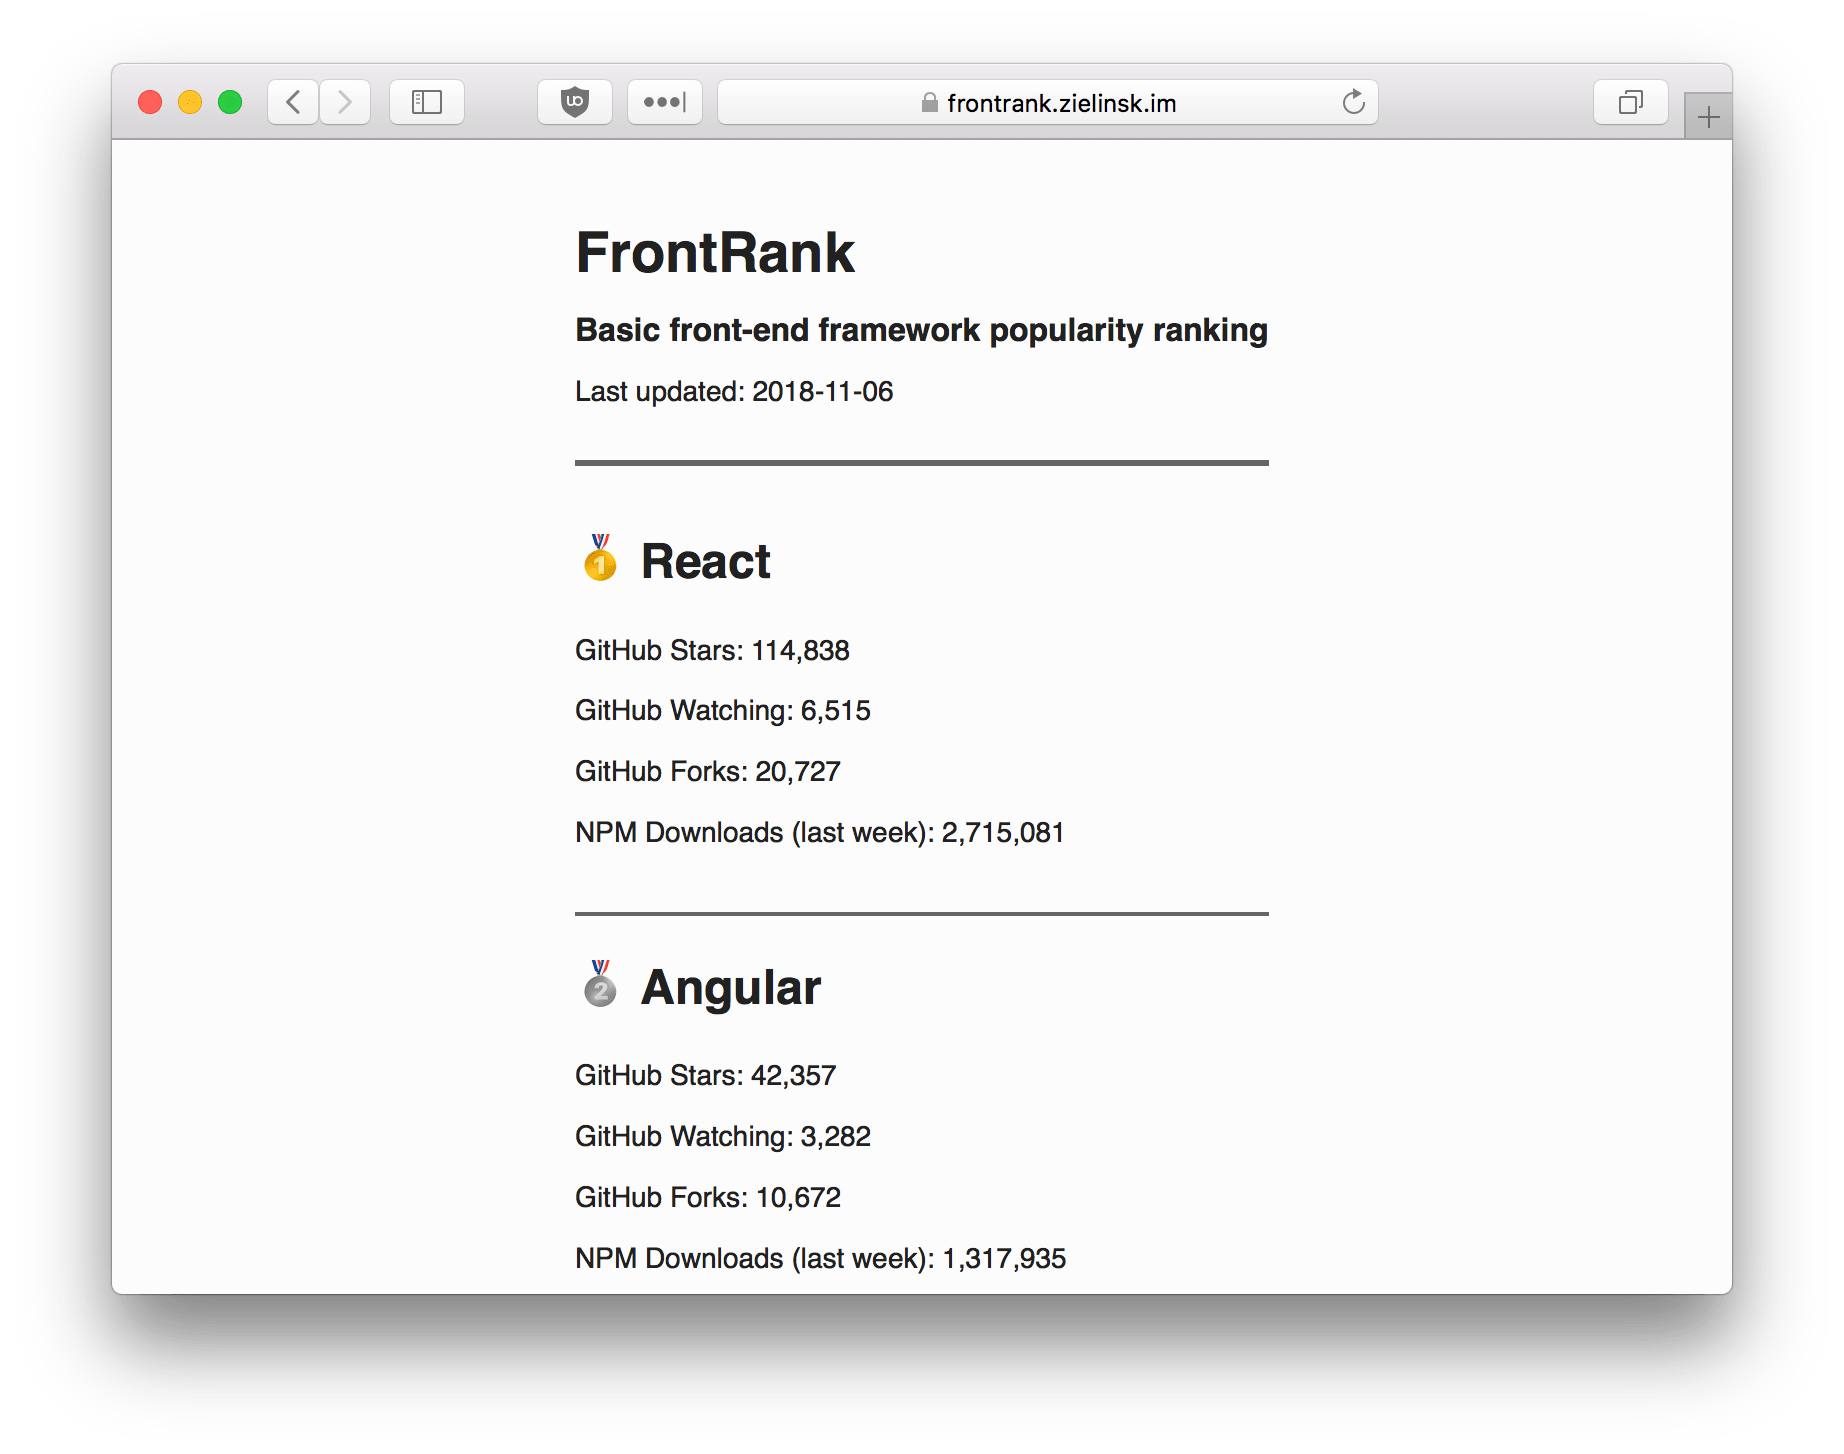 frontrank.zielinsk.im
FrontRank
Basic front-end framework popularity ranking
Last updated: 2018-11-06
1 React
GitHub Stars: 114,838
GitHub Watching: 6,515
GitHub Forks: 20,727
NPM Downloads (last week): 2,715,081
2 Angular
GitHub Stars: 42,357
GitHub Watching: 3,282
GitHub Forks: 10,672
NPM Downloads (last week): 1,317,935